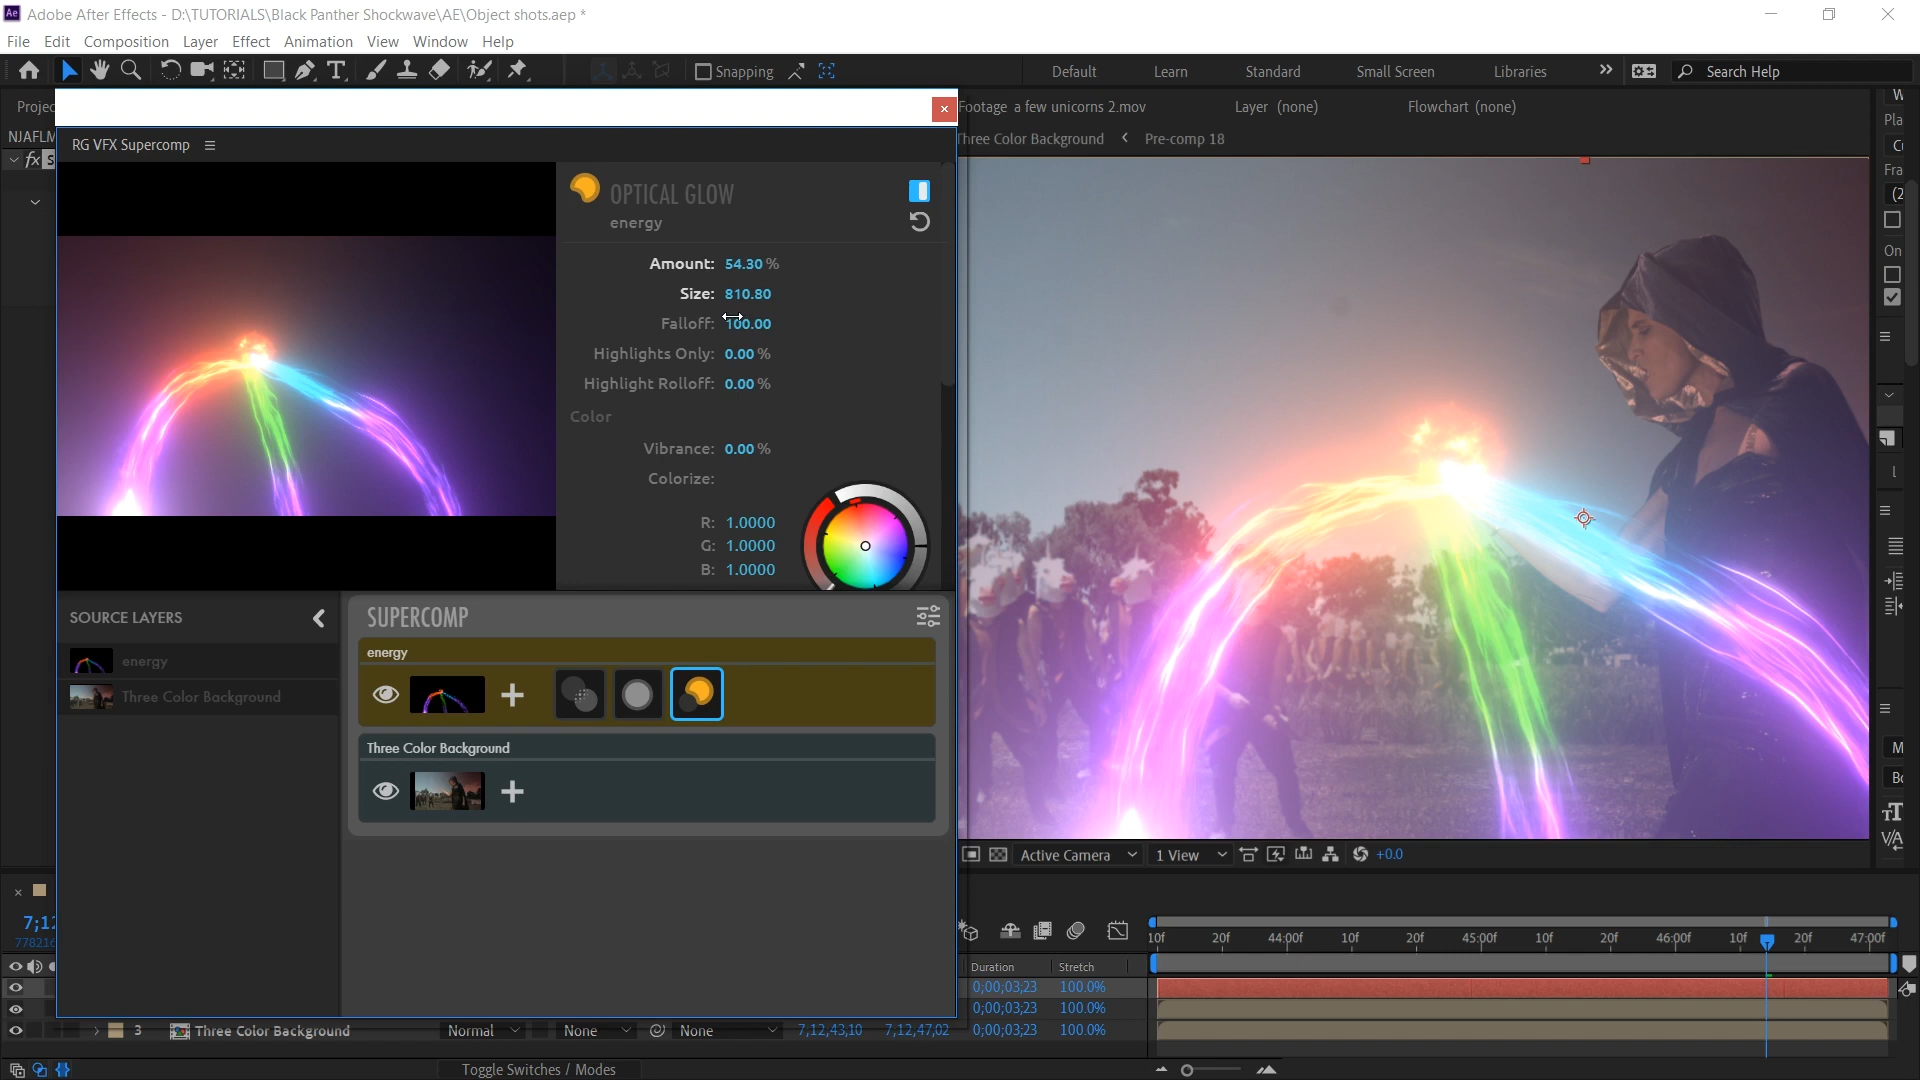 Ae Adobe After Effects - D:\TUTORIALS\Black Panther Shockwave\AE\Object shots.aep *
File Edit Composition Layer Effect Animation View Window Help
Snapping Default Learn Standard Small Screen Libraries Search Help
Footage a few unicorns 2.mov Layer (none) Flowchart (none)
Three Color Background Pre-comp 18
NJAFLM
fx
RG VFX Supercomp
OPTICAL GLOW
energy
Amount: 54.30 %
Size: 810.80
Falloff: 100.00
Highlights Only: 0.00 %
Highlight Rolloff: 0.00 %
Color
Vibrance: 0.00 %
Colorize:
R: 1.0000
G: 1.0000
B: 1.0000
SOURCE LAYERS
energy
Three Color Background
SUPERCOMP
energy
Three Color Background
Active Camera 1 View +0.0
10f 20f 44:00f 10f 20f 45:00f 10f 20f 46:00f 10f 20f 47:00f
Duration Stretch
0;00;03;23 100.0%
0;00;03;23 100.0%
3 Three Color Background Normal None None 7,12,43,10 7,12,47,02 0;00;03;23 100.0%
Toggle Switches / Modes